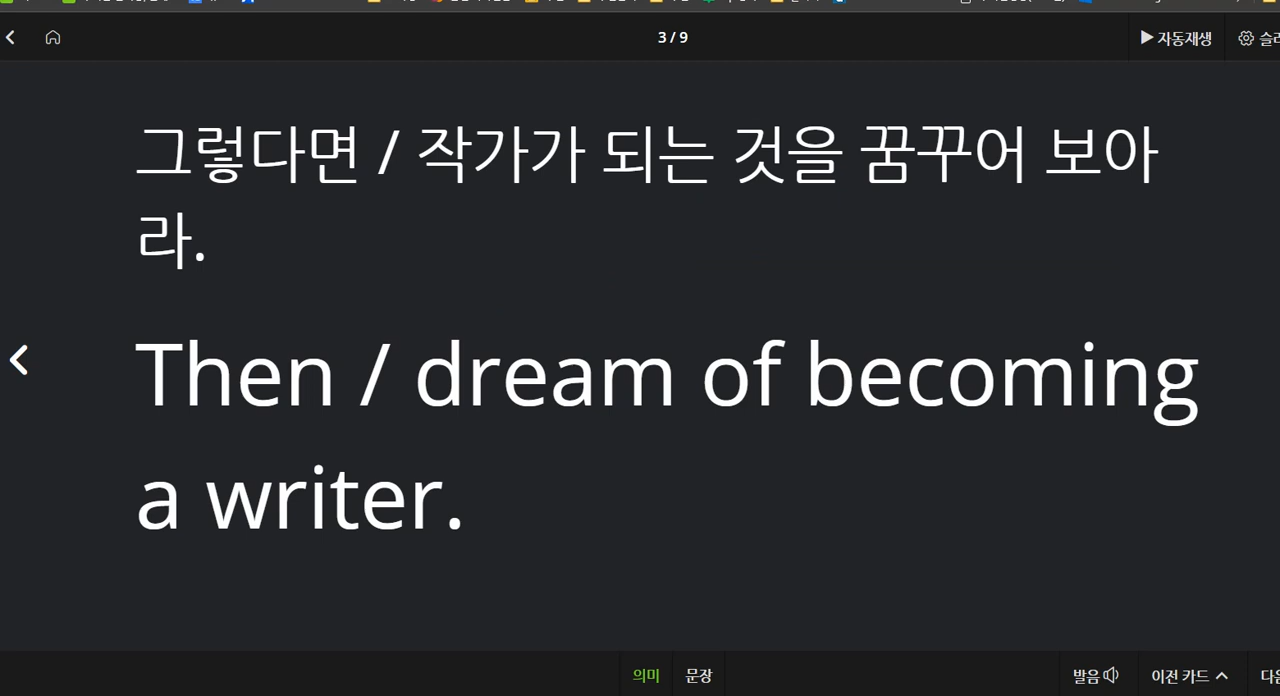 3 / 9
▶ 자동재생
그렇다면 / 작가가 되는 것을 꿈꾸어 보아
라.
Then / dream of becoming
a writer.
의미 문장 발음 이전 카드